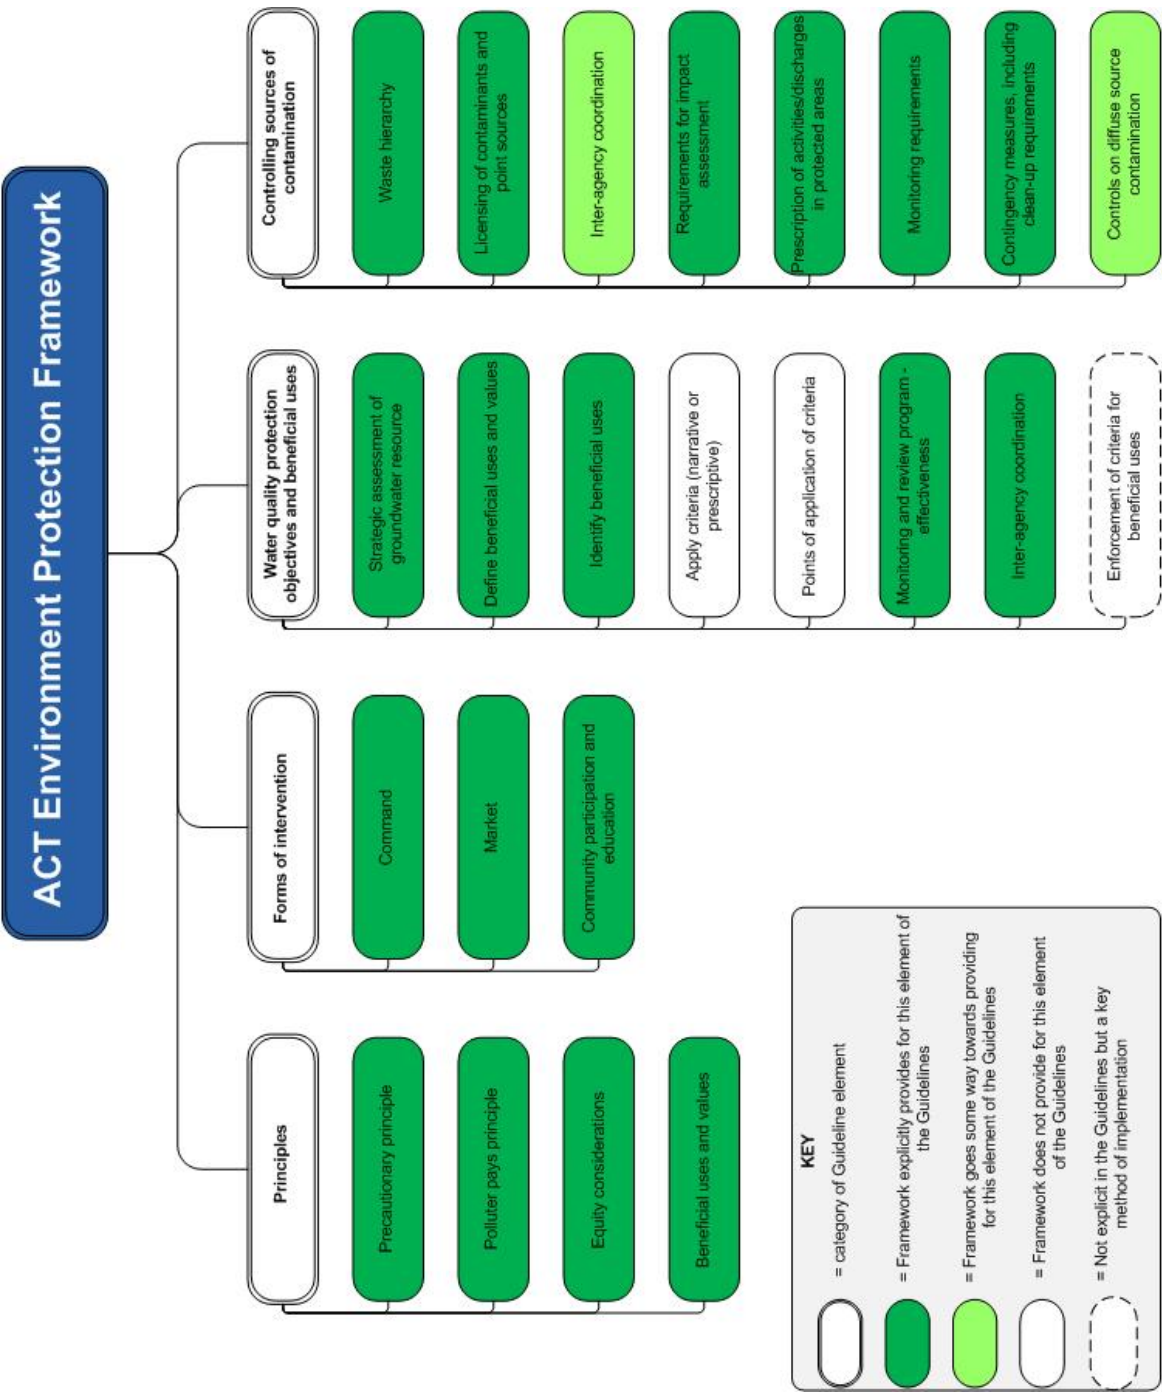 ACT Environment Protection Framework
Principles
Precautionary principle
Polluter pays principle
Equity considerations
Beneficial uses and values
Forms of intervention
Command
Market
Community participation and
education
Water quality protection
objectives and beneficial uses
Strategic assessment of
groundwater resource
Define beneficial uses and values
Identify beneficial uses
Apply criteria (narrative or
prescriptive)
Points of application of criteria
Monitoring and review program -
effectiveness
Inter-agency coordination
Enforcement of criteria for
beneficial uses
Controlling sources of
contamination
Waste hierarchy
Licensing of contaminants and
point sources
Inter-agency coordination
Requirements for impact
assessment
Prescription of activities/discharges
in protected areas
Monitoring requirements
Contingency measures, including
clean-up requirements
Controls on diffuse source
contamination
KEY
= category of Guideline element
= Framework explicitly provides for this element of
the Guidelines
= Framework goes some way towards providing
for this element of the Guidelines
= Framework does not provide for this element
of the Guidelines
= Not explicit in the Guidelines but a key
method of implementation